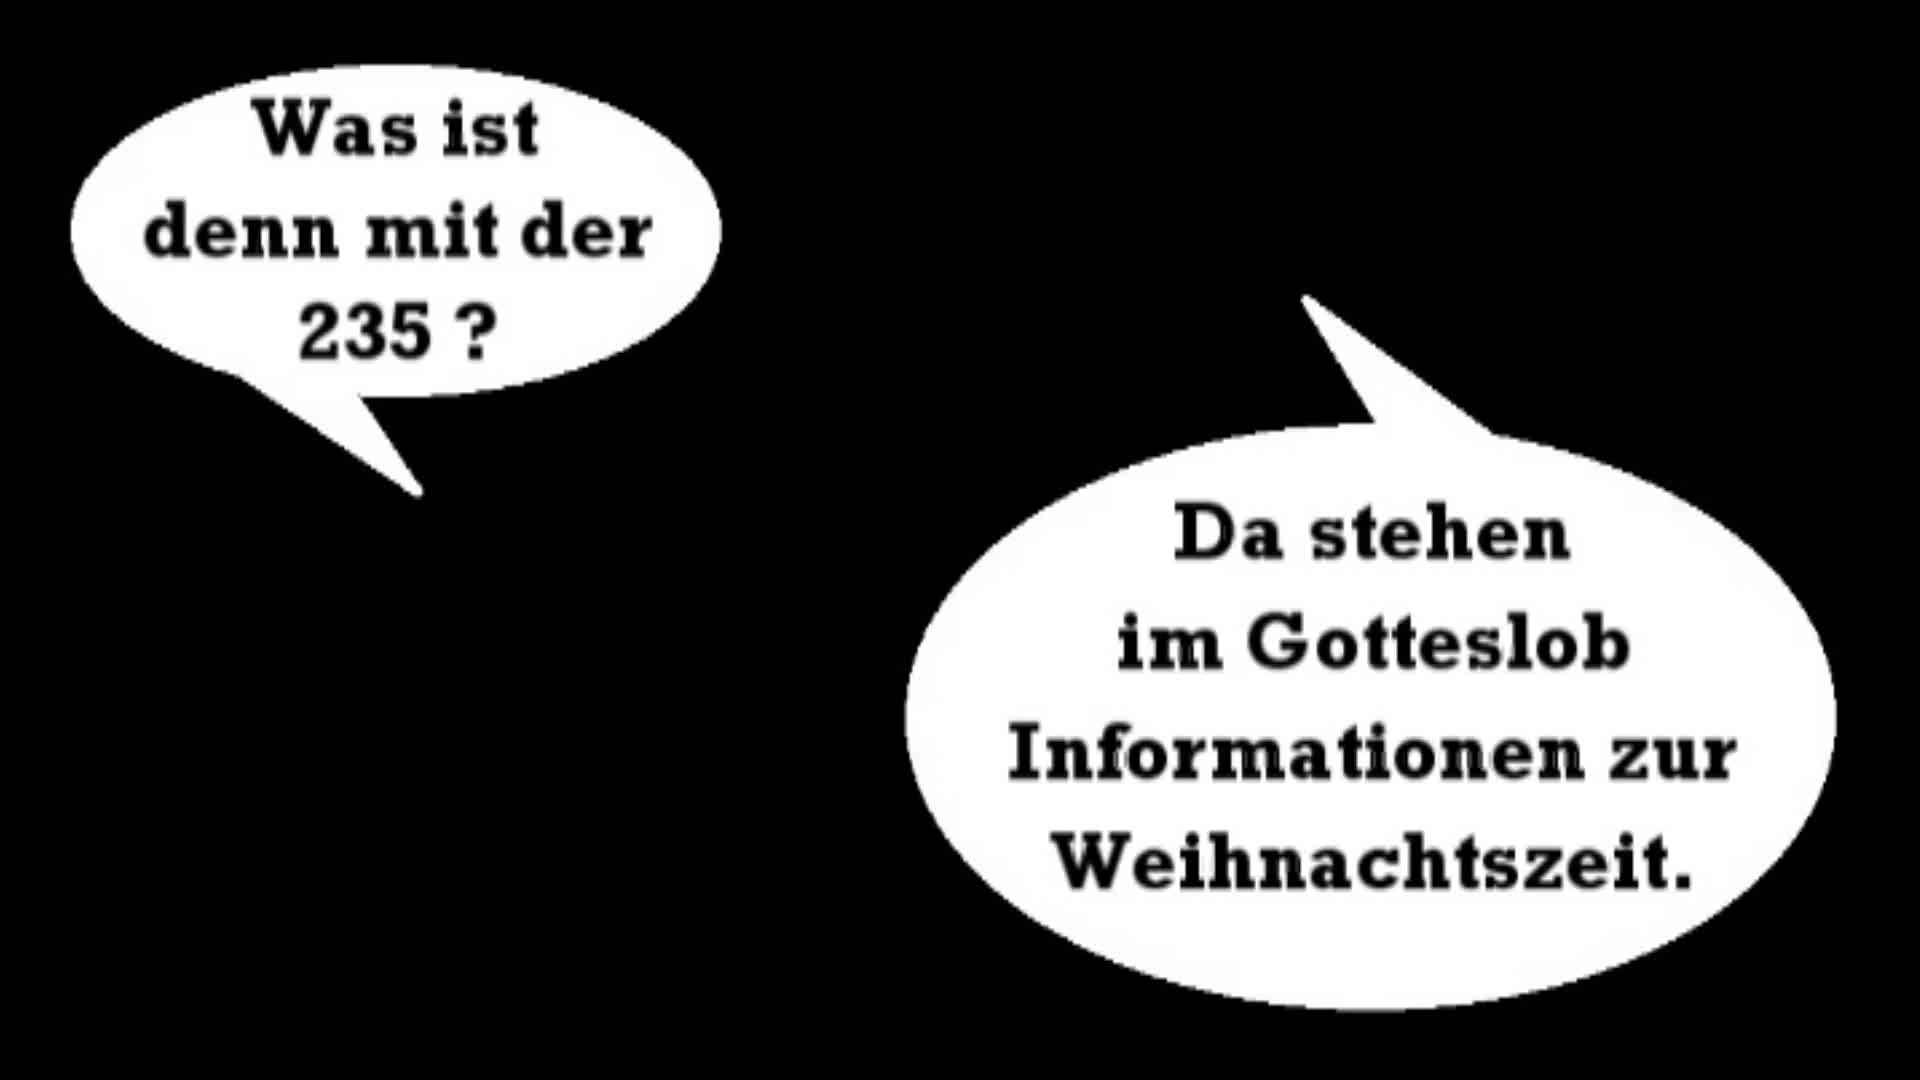 Was ist
denn mit der
235 ?
Da stehen
im Gotteslob
Informationen zur
Weihnachtszeit.